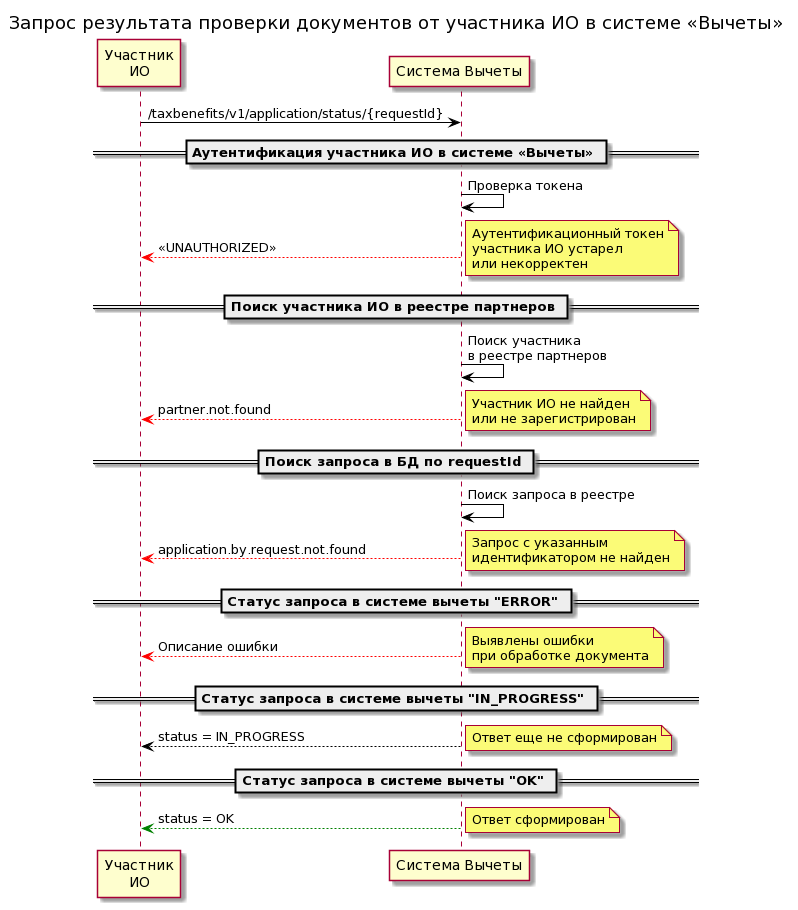 Запрос результата проверки документов от участника ИО в системе «Вычеты»
Участник
ИО
Система Вычеты
/taxbenefits/v1/application/status/{requestId}
Аутентификация участника ИО в системе «Вычеты»
Проверка токена
«UNAUTHORIZED»
Аутентификационный токен
участника ИО устарел
или некорректен
Поиск участника ИО в реестре партнеров
Поиск участника
в реестре партнеров
partner.not.found
Участник ИО не найден
или не зарегистрирован
Поиск запроса в БД по requestId
Поиск запроса в реестре
application.by.request.not.found
Запрос с указанным
идентификатором не найден
Статус запроса в системе вычеты "ERROR"
Описание ошибки
Выявлены ошибки
при обработке документа
Статус запроса в системе вычеты "IN_PROGRESS"
status = IN_PROGRESS
Ответ еще не сформирован
Статус запроса в системе вычеты "OK"
status = OK
Ответ сформирован
Участник
ИО
Система Вычеты